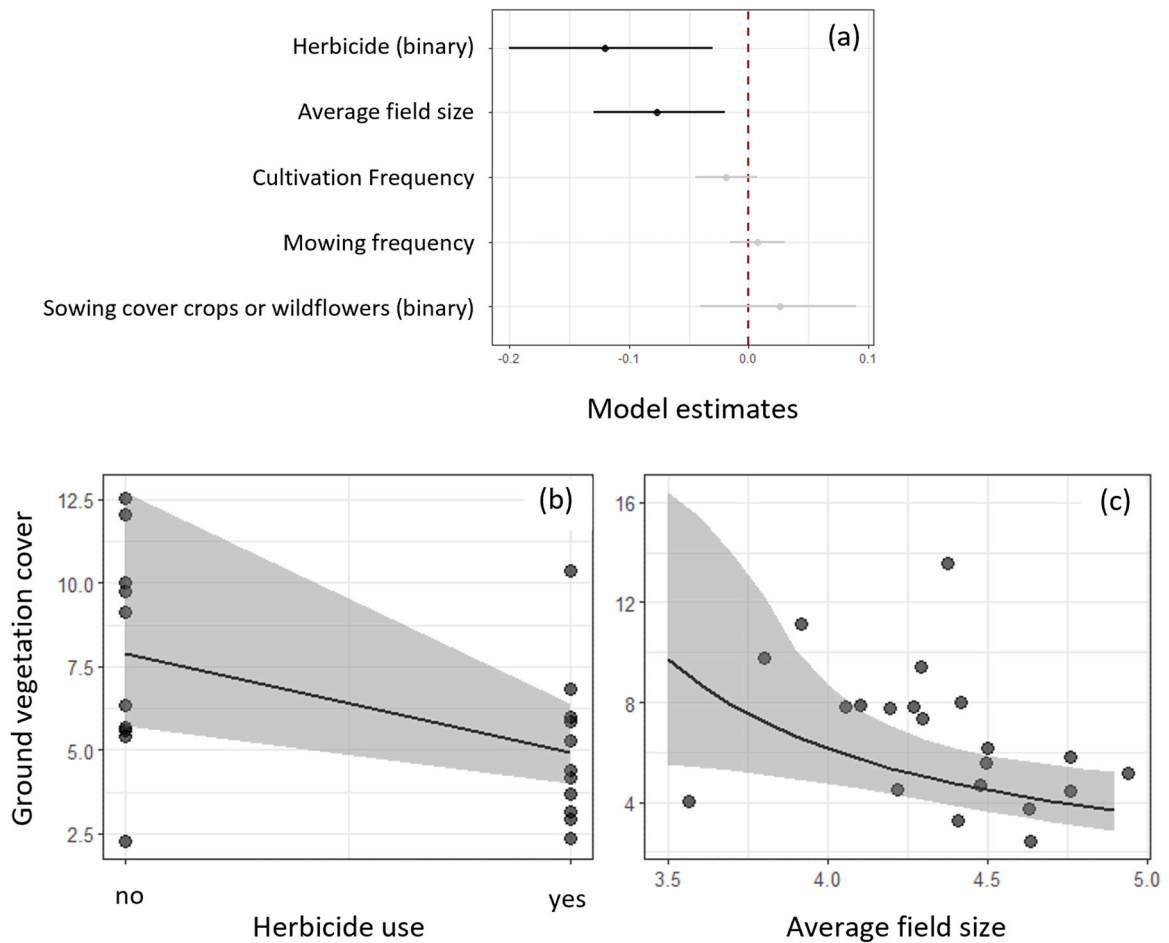 (a)
Herbicide (binary)
Average field size
Cultivation Frequency
Mowing frequency
Sowing cover crops or wildflowers (binary)
-0.2 -0.1 0.0 0.1
Model estimates
(b)
Ground vegetation cover
12.5
10.0
7.5
5.0
2.5
no yes
Herbicide use
(c)
16
12
8
4
3.5 4.0 4.5 5.0
Average field size